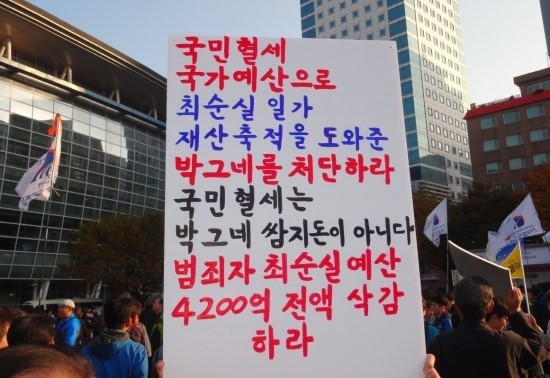 국민혈세
국가예산으로
최순실 일가
재산축적을 도와준
박그네를 처단하라
국민혈세는
박그네 쌈지돈이 아니다
범죄자 최순실예산
4200억 전액 삭감
하라